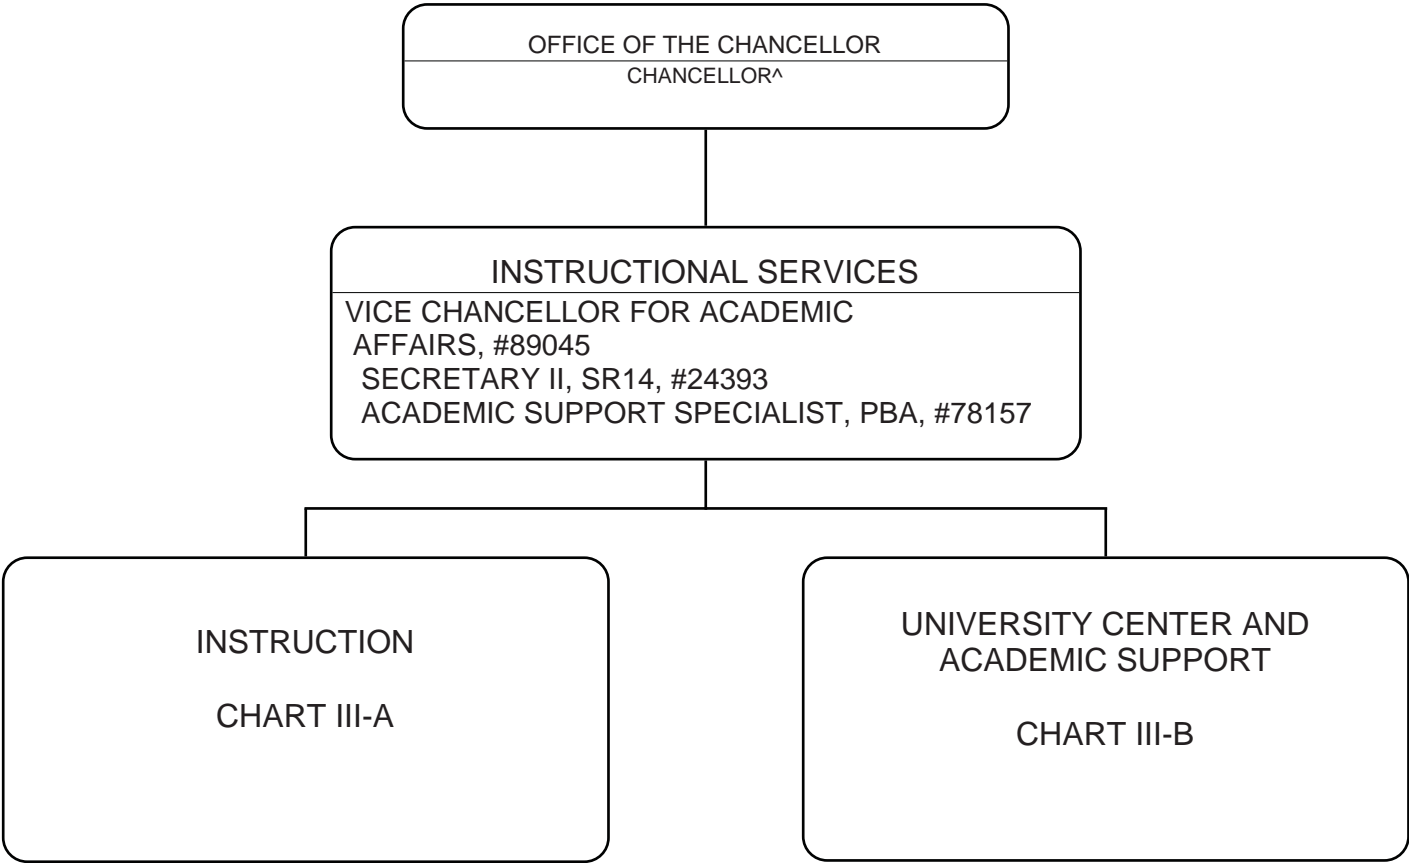 OFFICE OF THE CHANCELLOR
CHANCELLOR^
INSTRUCTIONAL SERVICES
VICE CHANCELLOR FOR ACADEMIC
AFFAIRS, #89045
SECRETARY II, SR14, #24393
ACADEMIC SUPPORT SPECIALIST, PBA, #78157
INSTRUCTION
CHART III-A
UNIVERSITY CENTER AND
ACADEMIC SUPPORT
CHART III-B